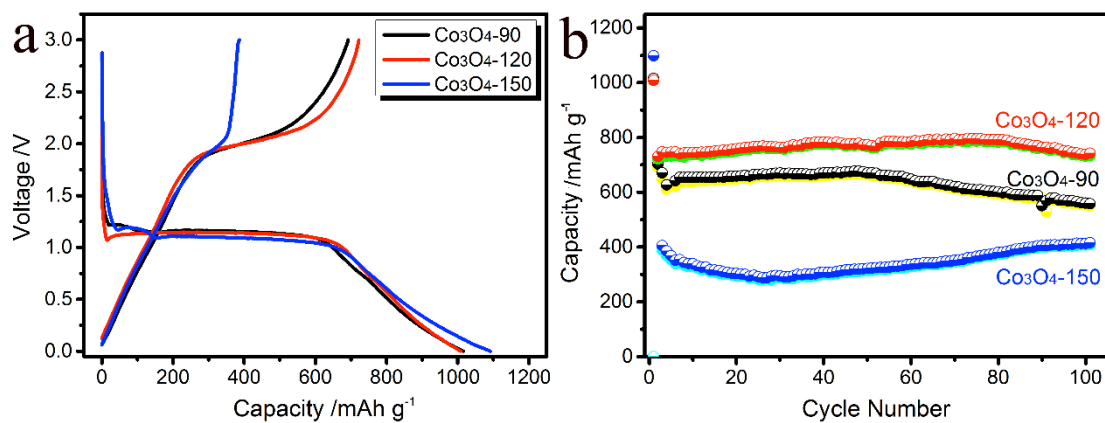 a
Co₃O₄-90
Co₃O₄-120
Co₃O₄-150
3.0
2.5
2.0
1.5
1.0
0.5
0.0
Voltage /V
0 200 400 600 800 1000 1200
Capacity /mAh g⁻¹
b
1200
1000
800
600
400
200
0
Capacity /mAh g⁻¹
Co₃O₄-120
Co₃O₄-90
Co₃O₄-150
0 20 40 60 80 100
Cycle Number